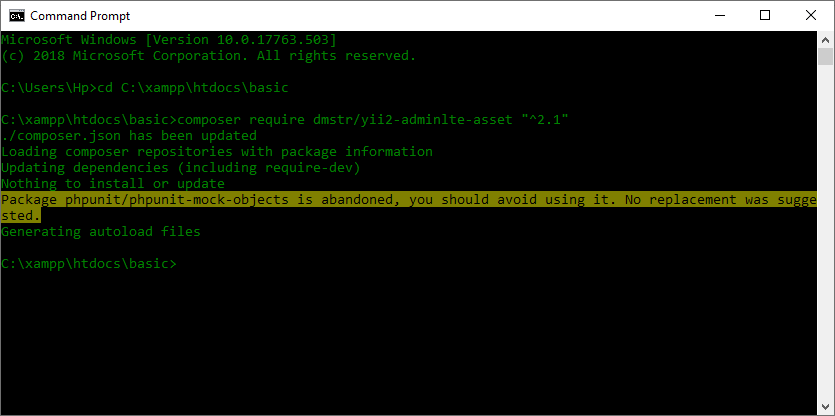 Command Prompt
Microsoft Windows [Version 10.0.17763.503]
(c) 2018 Microsoft Corporation. All rights reserved.
C:\Users\Hp>cd C:\xampp\htdocs\basic
C:\xampp\htdocs\basic>composer require dmstr/yii2-adminlte-asset "^2.1"
./composer.json has been updated
Loading composer repositories with package information
Updating dependencies (including require-dev)
Nothing to install or update
Package phpunit/phpunit-mock-objects is abandoned, you should avoid using it. No replacement was sugge
sted.
Generating autoload files
C:\xampp\htdocs\basic>